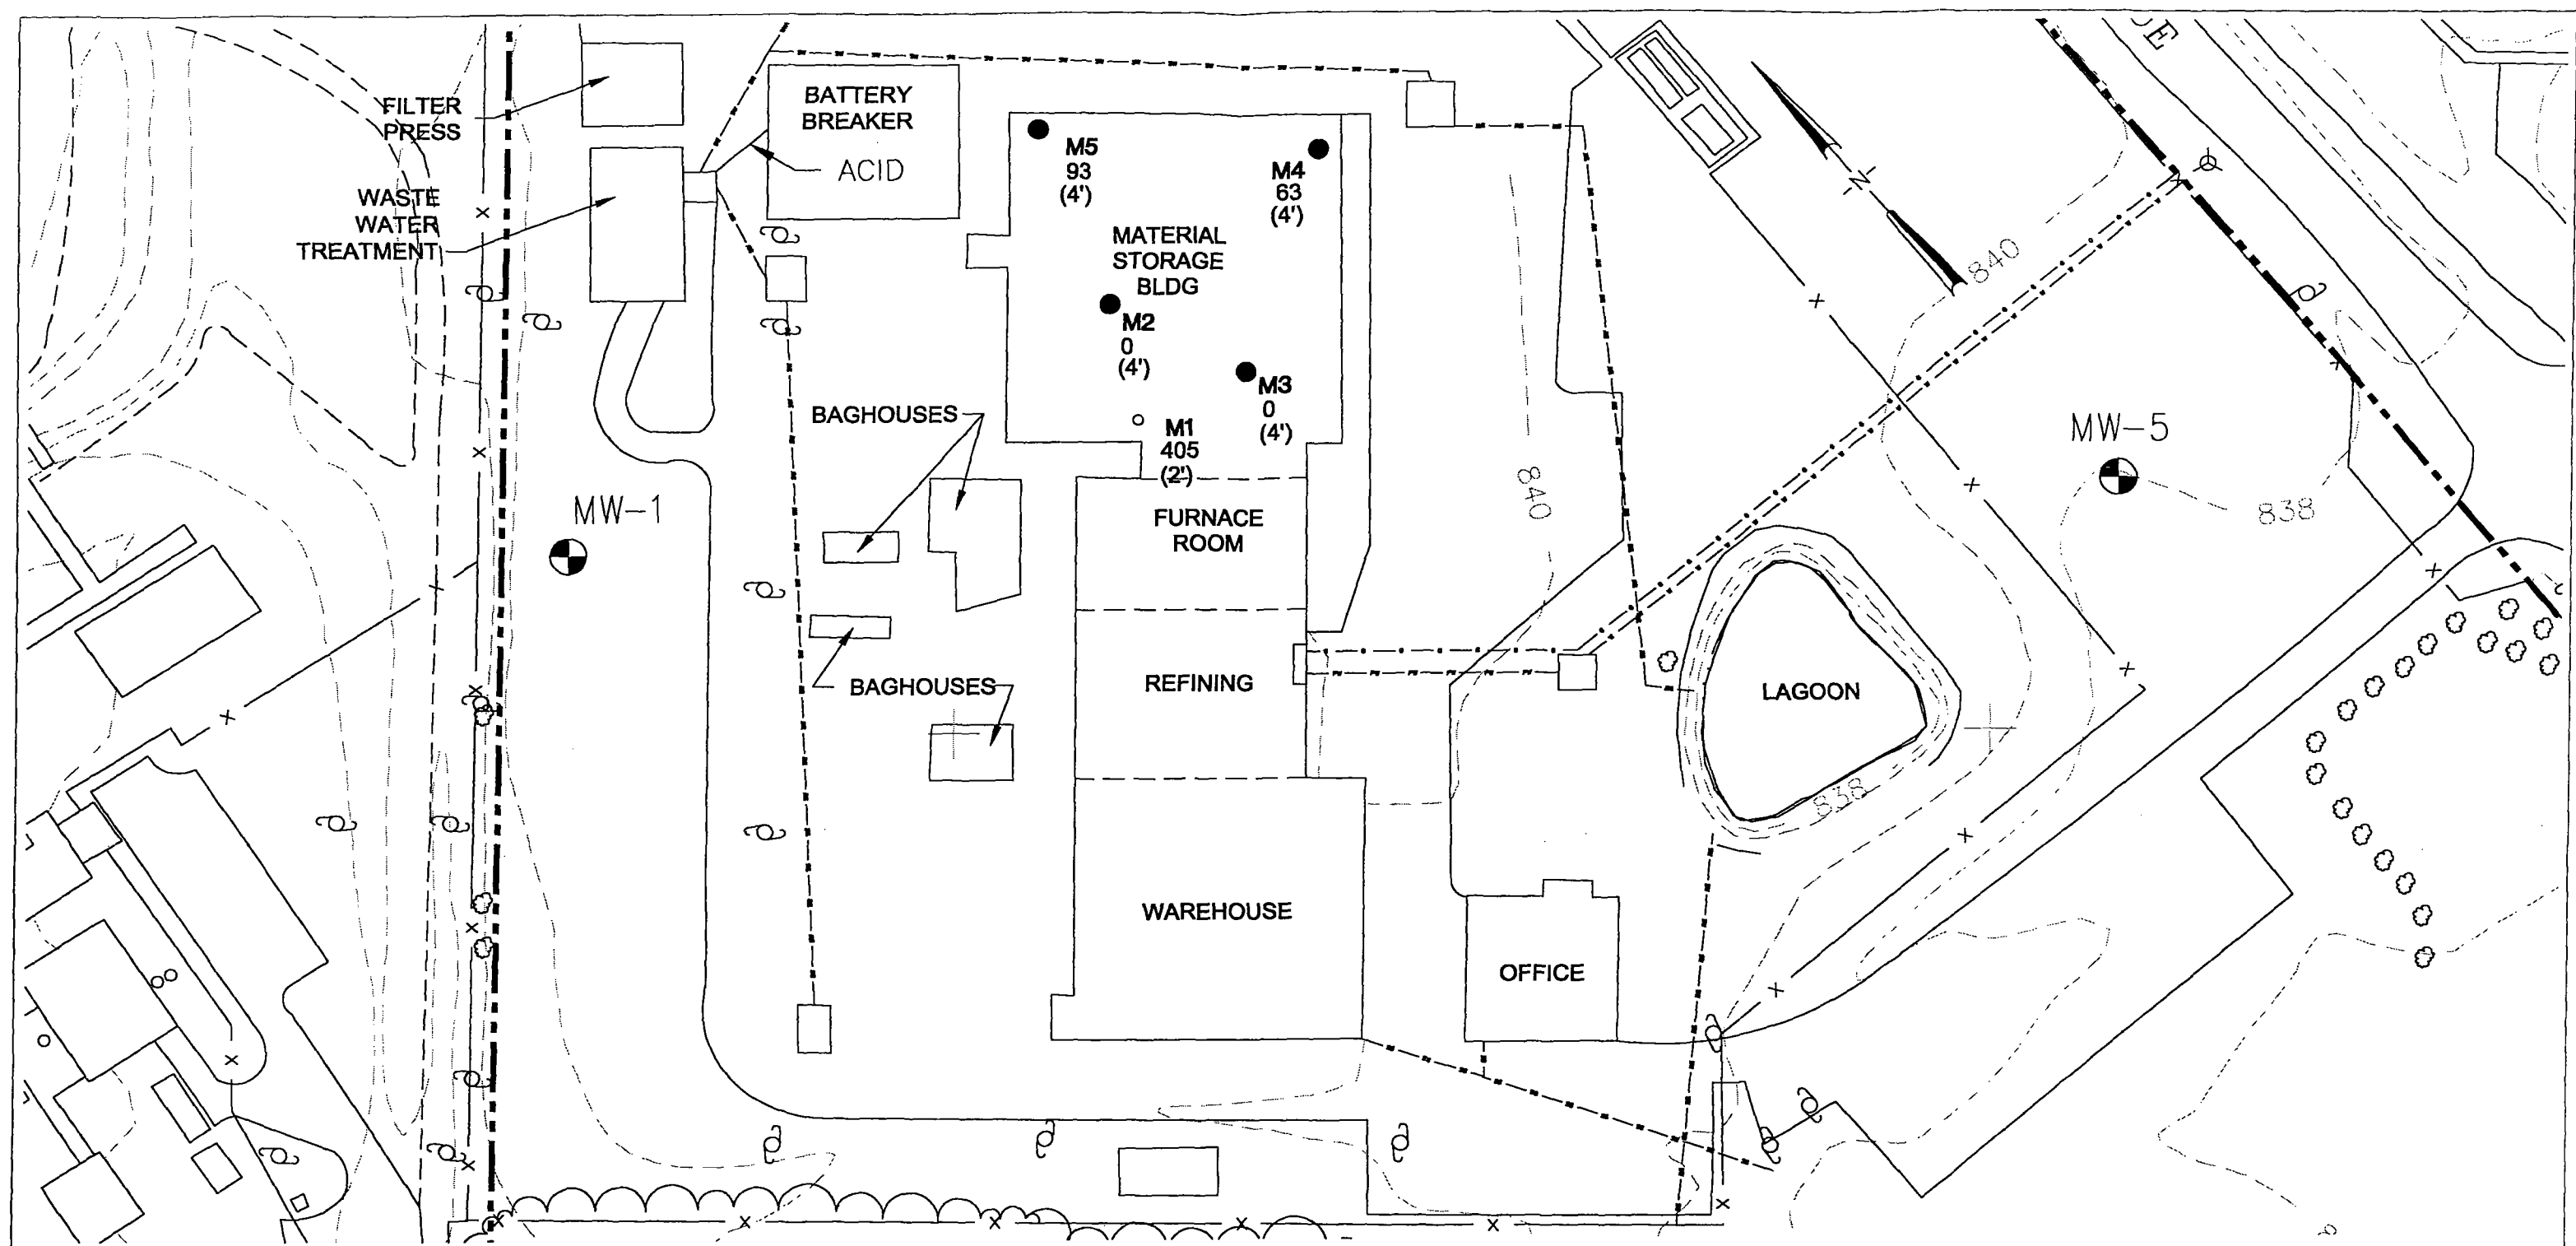 FILTER
PRESS
BATTERY
BREAKER
ACID
WASTE
WATER
TREATMENT
M5
93
(4')
M4
63
(4')
MATERIAL
STORAGE
BLDG
M2
0
(4')
M3
0
(4')
M1
405
(2')
BAGHOUSES
N
840
MW-5
838
MW-1
840
FURNACE
ROOM
REFINING
BAGHOUSES
LAGOON
838
WAREHOUSE
OFFICE